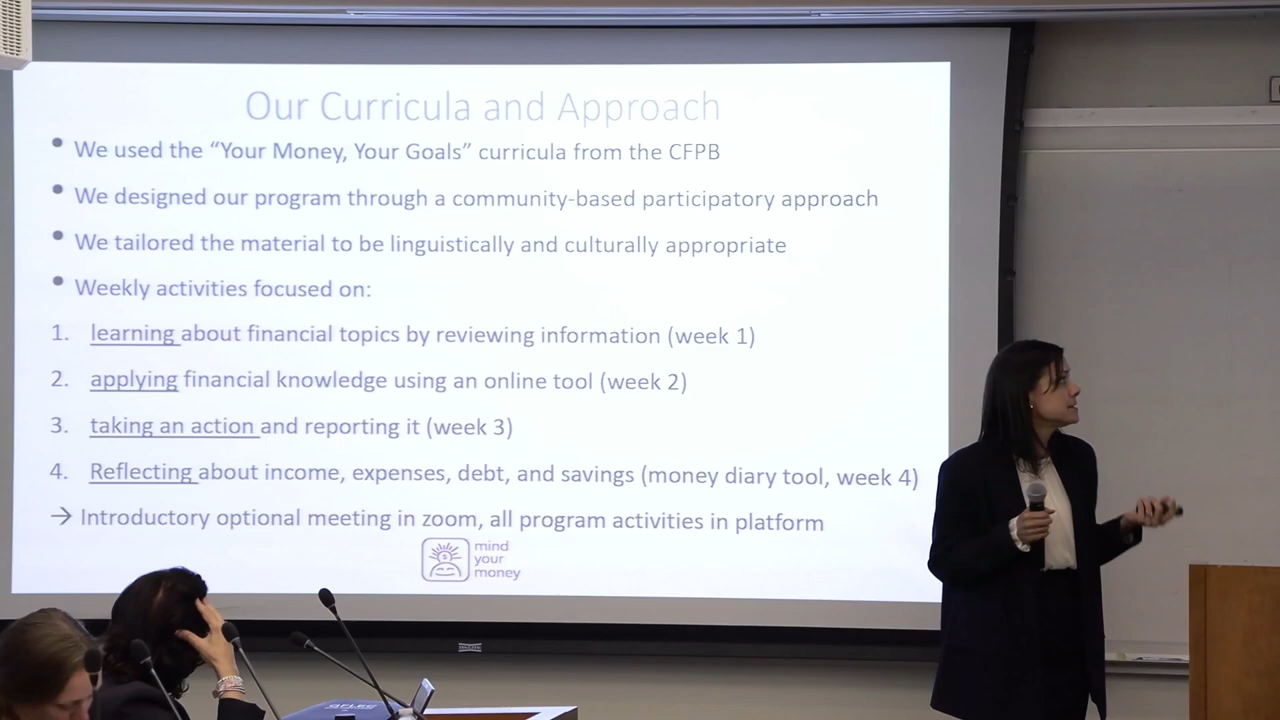 Our Curricula and Approach
• We used the “Your Money, Your Goals” curricula from the CFPB
• We designed our program through a community-based participatory approach
• We tailored the material to be linguistically and culturally appropriate
• Weekly activities focused on:
1. learning about financial topics by reviewing information (week 1)
2. applying financial knowledge using an online tool (week 2)
3. taking an action and reporting it (week 3)
4. Reflecting about income, expenses, debt, and savings (money diary tool, week 4)
→ Introductory optional meeting in zoom, all program activities in platform
mind
your
money